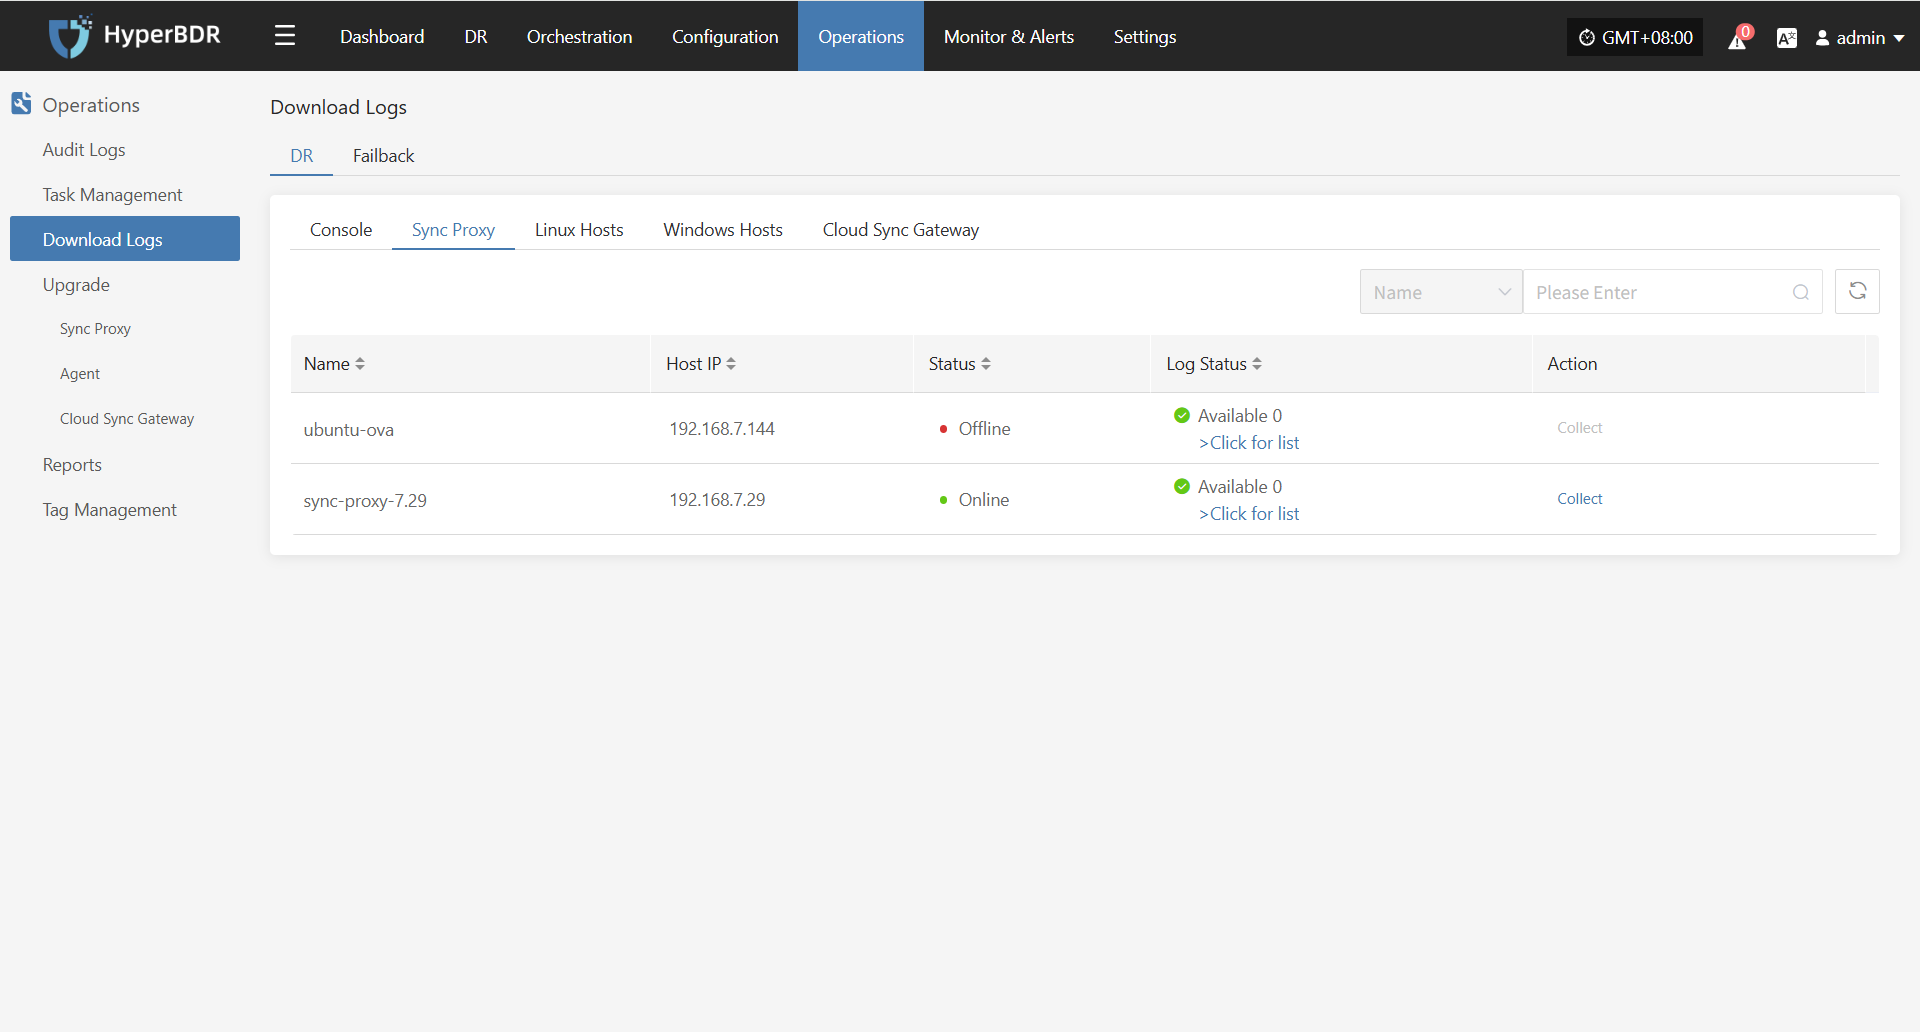 HyperBDR
Dashboard
DR
Orchestration
Configuration
Operations
Monitor & Alerts
Settings
GMT+08:00
0
admin
Operations
Audit Logs
Task Management
Download Logs
Upgrade
Sync Proxy
Agent
Cloud Sync Gateway
Reports
Tag Management
Download Logs
DR
Failback
Console
Sync Proxy
Linux Hosts
Windows Hosts
Cloud Sync Gateway
Name
Please Enter
Name
Host IP
Status
Log Status
Action
ubuntu-ova
192.168.7.144
Offline
Available 0
>Click for list
Collect
sync-proxy-7.29
192.168.7.29
Online
Available 0
>Click for list
Collect